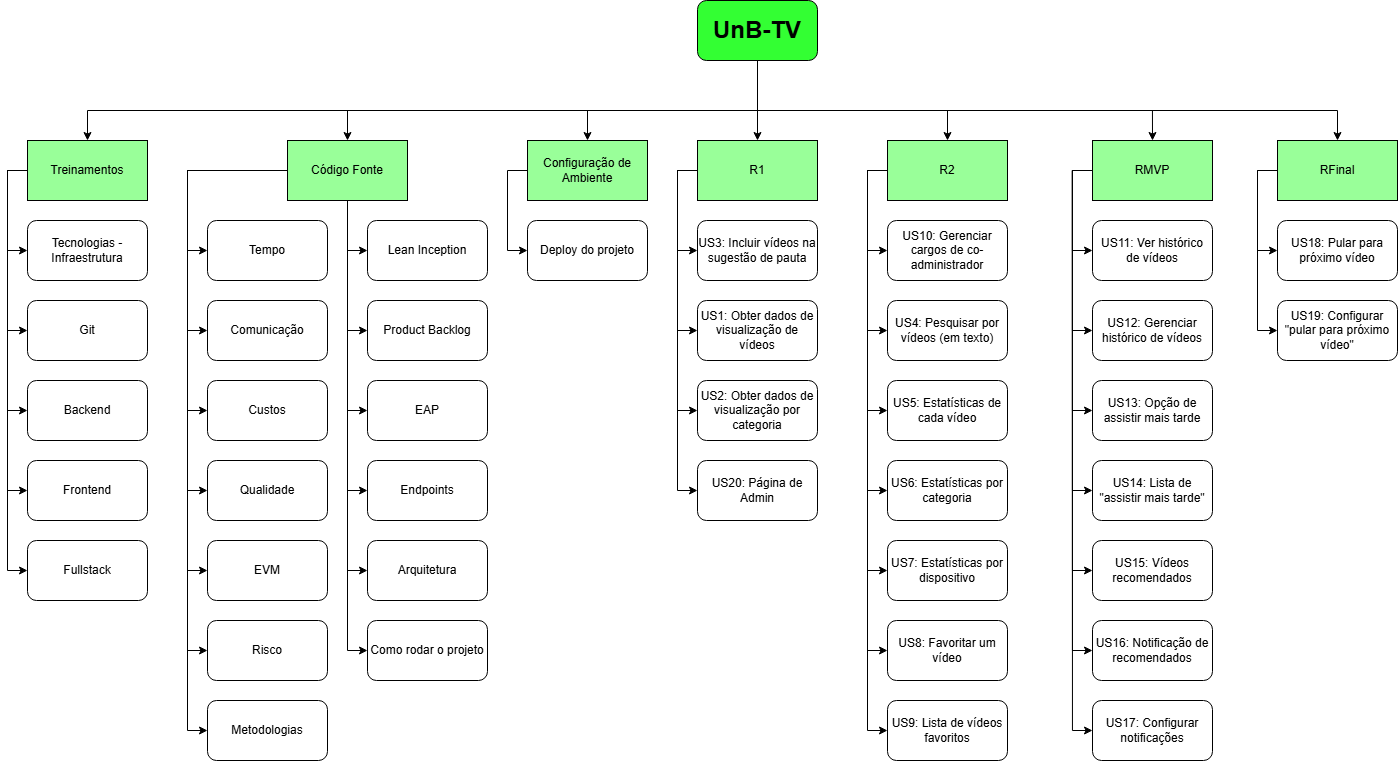 UnB-TV
Treinamentos
Tecnologias -
Infraestrutura
Git
Backend
Frontend
Fullstack
Código Fonte
Tempo
Comunicação
Custos
Qualidade
EVM
Risco
Metodologias
Lean Inception
Product Backlog
EAP
Endpoints
Arquitetura
Como rodar o projeto
Configuração de
Ambiente
Deploy do projeto
R1
US3: Incluir vídeos na
sugestão de pauta
US1: Obter dados de
visualização de
vídeos
US2: Obter dados de
visualização por
categoria
US20: Página de
Admin
R2
US10: Gerenciar
cargos de co-
administrador
US4: Pesquisar por
vídeos (em texto)
US5: Estatísticas de
cada vídeo
US6: Estatísticas por
categoria
US7: Estatísticas por
dispositivo
US8: Favoritar um
vídeo
US9: Lista de vídeos
favoritos
RMVP
US11: Ver histórico
de vídeos
US12: Gerenciar
histórico de vídeos
US13: Opção de
assistir mais tarde
US14: Lista de
"assistir mais tarde"
US15: Vídeos
recomendados
US16: Notificação de
recomendados
US17: Configurar
notificações
RFinal
US18: Pular para
próximo vídeo
US19: Configurar
"pular para próximo
vídeo"